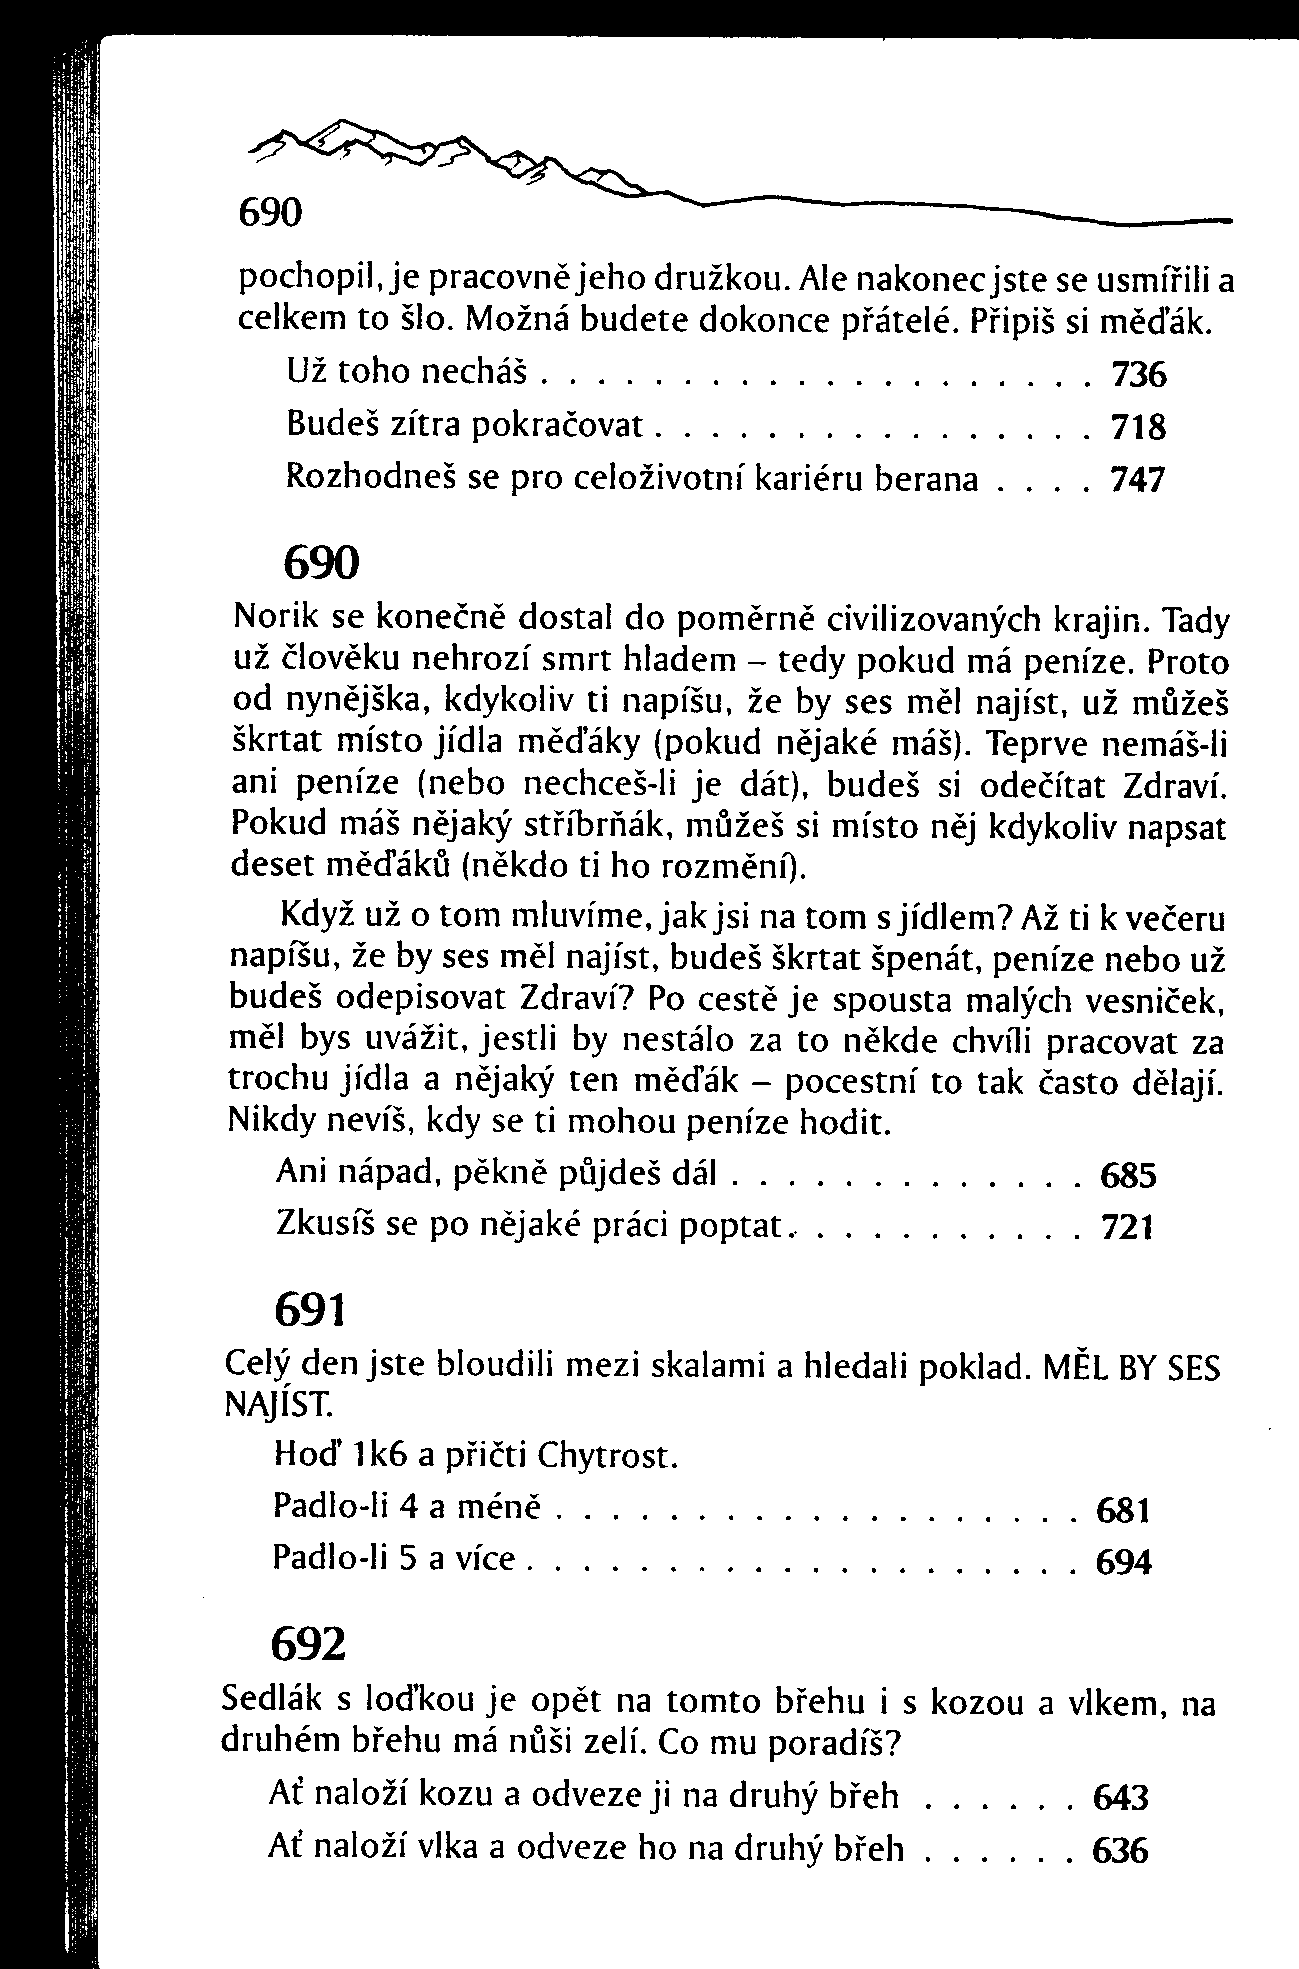 690
pochopil, je pracovně jeho družkou. Ale nakonec jste se usmířili a
celkem to šlo. Možná budete dokonce přátelé. Připiš si měďák.
Už toho necháš . . . . . . . . . . . . . . . . . . . . 736
Budeš zítra pokračovat . . . . . . . . . . . . . . . . 718
Rozhodneš se pro celoživotní kariéru berana . . . . 747
690
Norik se konečně dostal do poměrně civilizovaných krajin. Tady
už člověku nehrozí smrt hladem – tedy pokud má peníze. Proto
od nynějška, kdykoliv ti napíšu, že by ses měl najíst, už můžeš
škrtat místo jídla měďáky (pokud nějaké máš). Teprve nemáš-li
ani peníze (nebo nechceš-li je dát), budeš si odečítat Zdraví.
Pokud máš nějaký stříbrňák, můžeš si místo něj kdykoliv napsat
deset měďáků (někdo ti ho rozmění).
Když už o tom mluvíme, jak jsi na tom s jídlem? Až ti k večeru
napíšu, že by ses měl najíst, budeš škrtat špenát, peníze nebo už
budeš odepisovat Zdraví? Po cestě je spousta malých vesniček,
měl bys uvážit, jestli by nestálo za to někde chvíli pracovat za
trochu jídla a nějaký ten měďák – pocestní to tak často dělají.
Nikdy nevíš, kdy se ti mohou peníze hodit.
Ani nápad, pěkně půjdeš dál . . . . . . . . . . . . . 685
Zkusíš se po nějaké práci poptat . . . . . . . . . . . 721
691
Celý den jste bloudili mezi skalami a hledali poklad. MĚL BY SES
NAJÍST.
Hoď 1k6 a přičti Chytrost.
Padlo-li 4 a méně . . . . . . . . . . . . . . . . . . . 681
Padlo-li 5 a více . . . . . . . . . . . . . . . . . . . . 694
692
Sedlák s loďkou je opět na tomto břehu i s kozou a vlkem, na
druhém břehu má nůši zelí. Co mu poradíš?
Ať naloží kozu a odveze ji na druhý břeh . . . . . . 643
Ať naloží vlka a odveze ho na druhý břeh . . . . . . 636